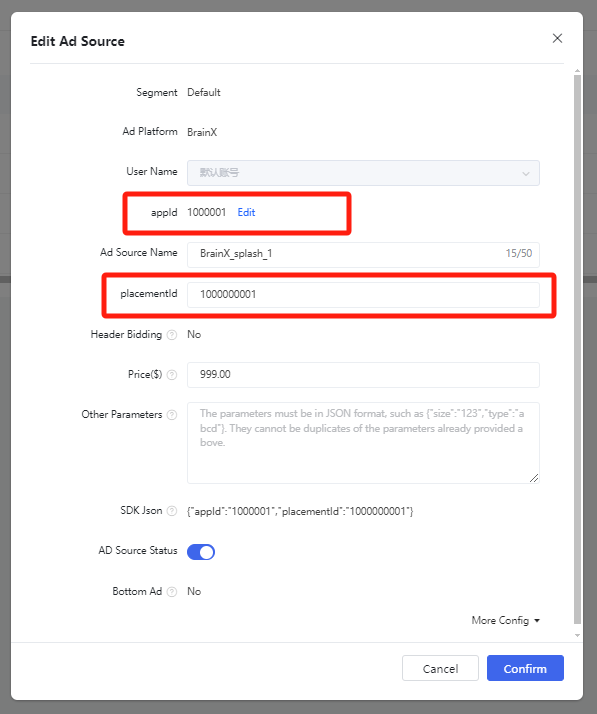 Edit Ad Source
Segment Default
Ad Platform BrainX
User Name 默认账号
appId 1000001 Edit
Ad Source Name BrainX_splash_1 15/50
placementId 1000000001
Header Bidding ? No
Price($) ? 999.00
Other Parameters ? The parameters must be in JSON format, such as {"size":"123","type":"a
bcd"}. They cannot be duplicates of the parameters already provided a
bove.
SDK Json ? {"appId":"1000001","placementId":"1000000001"}
AD Source Status
Bottom Ad ? No
More Config
Cancel Confirm